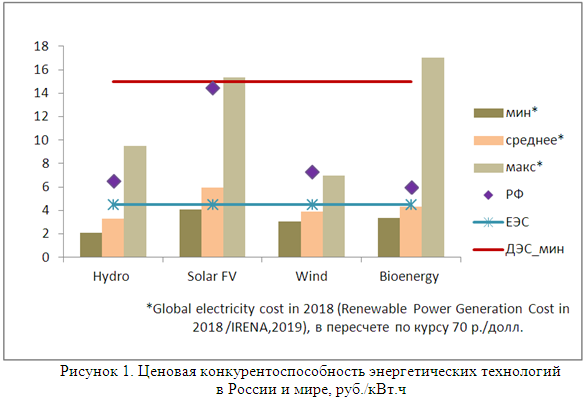 18
16
14
12
10
8
6
4
2
0
Hydro Solar FV Wind Bioenergy
мин*
среднее*
макс*
РФ
ЕЭС
ДЭС_мин
*Global electricity cost in 2018 (Renewable Power Generation Cost in
2018 /IRENA,2019), в пересчете по курсу 70 р./долл.
Рисунок 1. Ценовая конкурентоспособность энергетических технологий
в России и мире, руб./кВт.ч